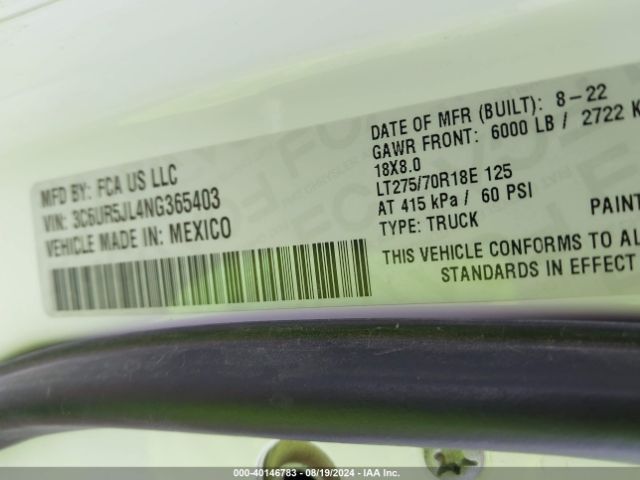 MFD BY: FCA US LLC
VIN: 3C6UR5JL4NG365403
VEHICLE MADE IN: MEXICO
DATE OF MFR (BUILT): 8-22
GAWR FRONT: 6000 LB / 2722 K
18X8.0
LT275/70R18E 125
AT 415 kPa / 60 PSI
TYPE: TRUCK
PAINT
THIS VEHICLE CONFORMS TO AL
STANDARDS IN EFFECT
40146783 - 08/19/2024 - IAA Inc.